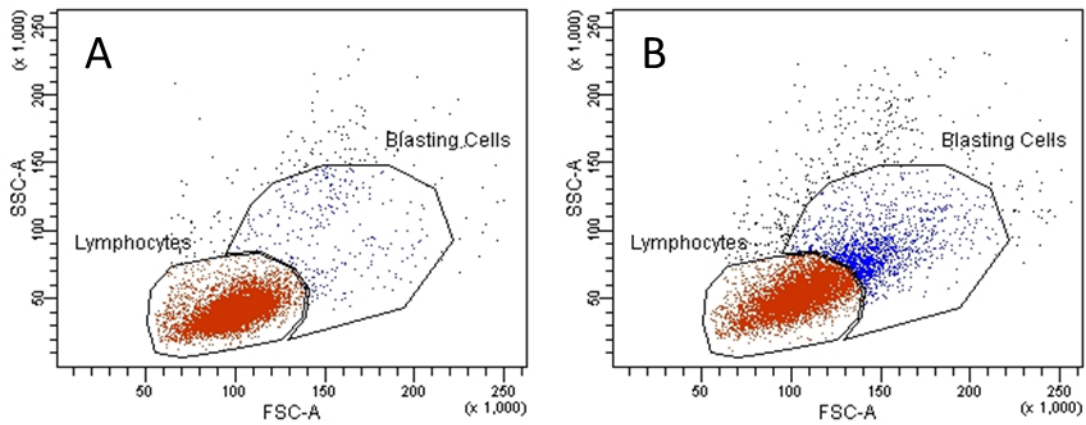 A
(x 1,000)
250
200
150
100
50
SSC-A
Blasting Cells
Lymphocytes
50 100 150 200 250
FSC-A
(x 1,000)
B
(x 1,000)
250
200
150
100
50
SSC-A
Blasting Cells
Lymphocytes
50 100 150 200 250
FSC-A
(x 1,000)